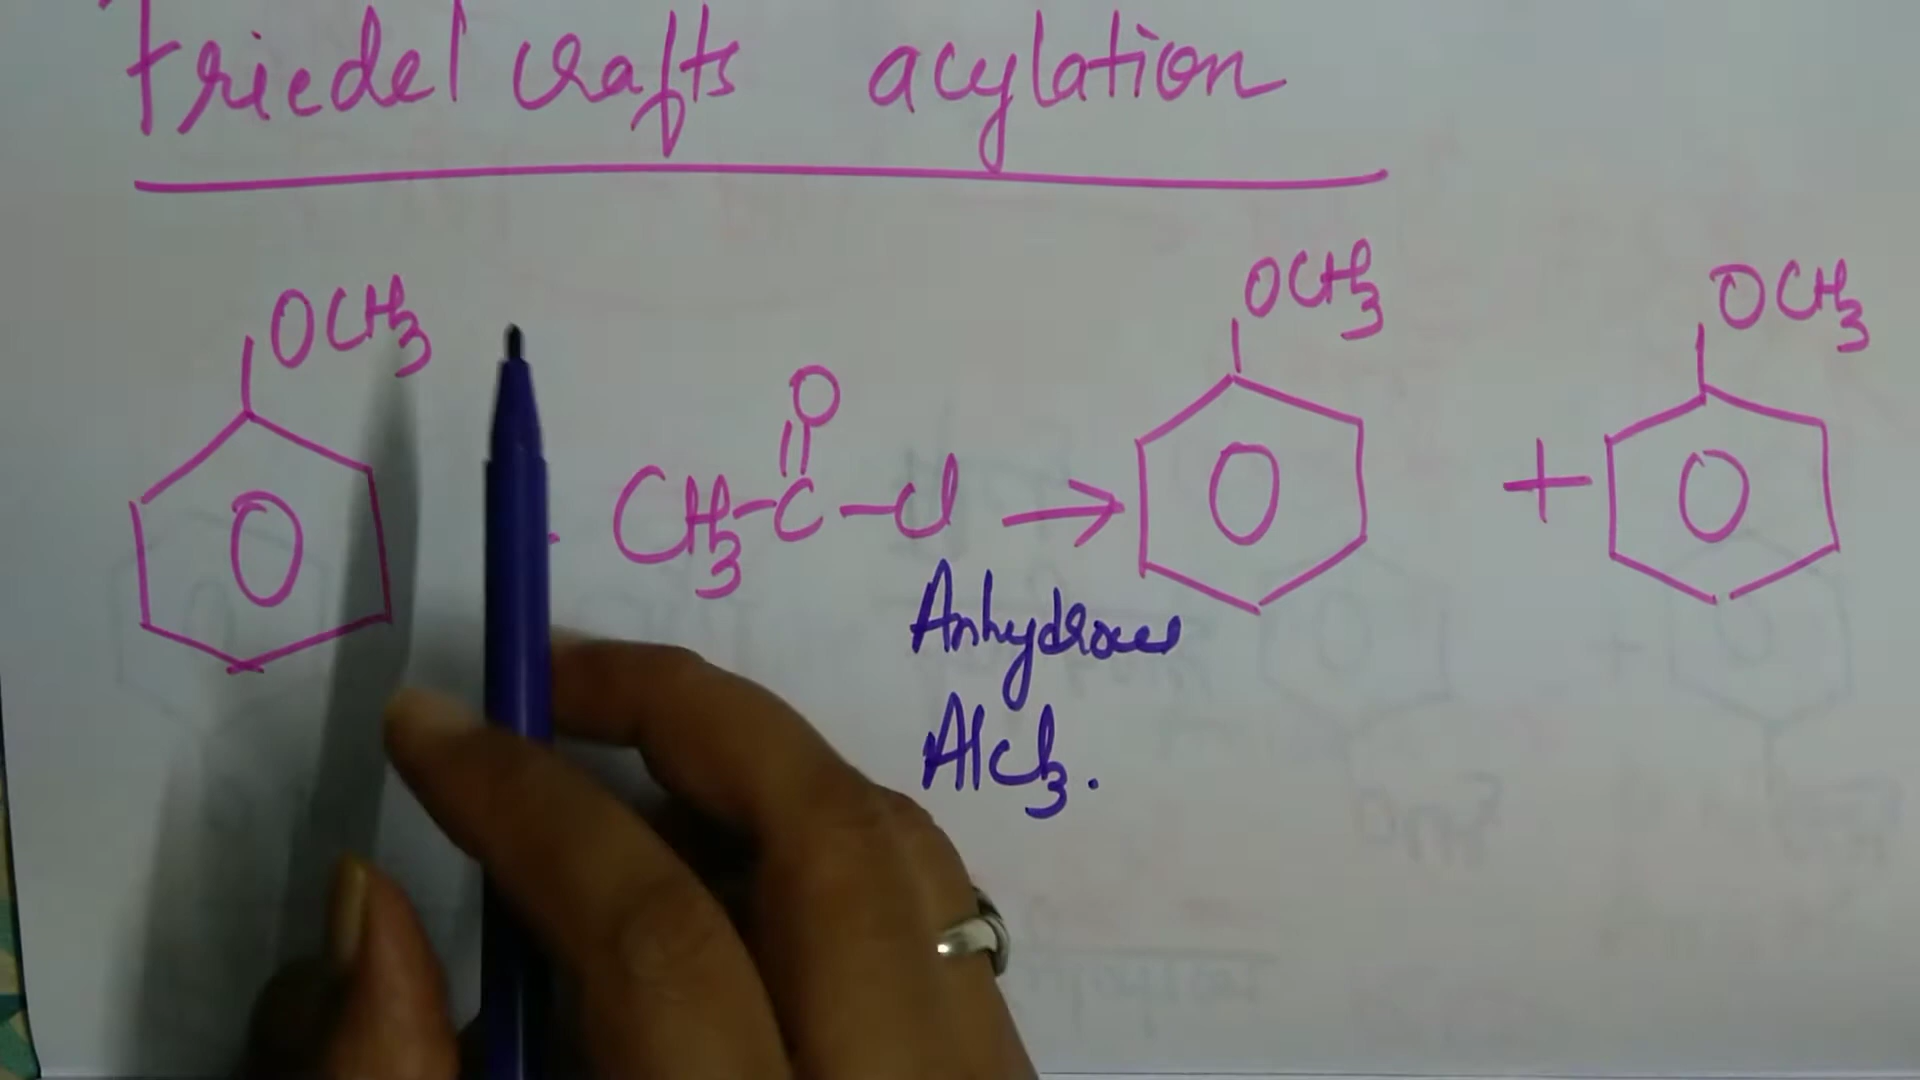 Friedel crafts acylation
OCH3
CH3-C-Cl →
O
OCH3
+
OCH3
Anhydrous
AlCl3.